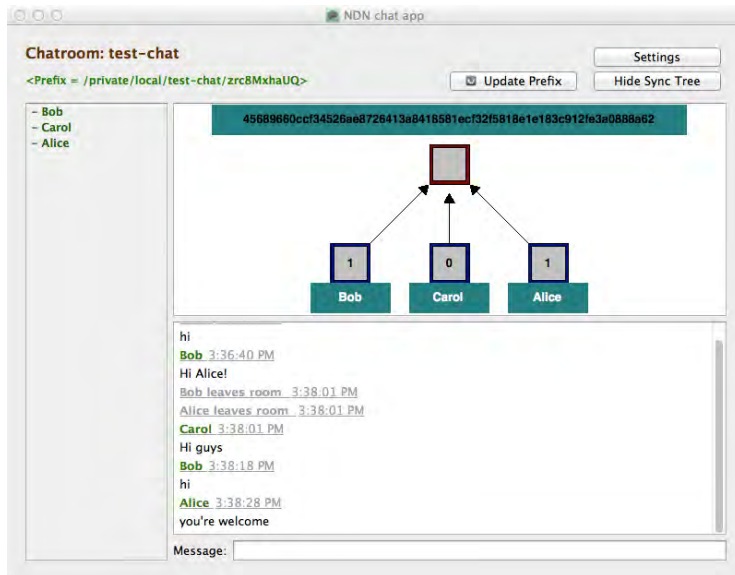 NDN chat app
Chatroom: test-chat
Settings
<Prefix = /private/local/test-chat/zrc8MxhaUQ>
Update Prefix
Hide Sync Tree
- Bob
- Carol
- Alice
45689660ccf34526ae8726413a8418581ecf32f5818e1e183c912fe3a0888a62
1
0
1
Bob
Carol
Alice
hi
Bob 3:36:40 PM
Hi Alice!
Bob leaves room 3:38:01 PM
Alice leaves room 3:38:01 PM
Carol 3:38:01 PM
Hi guys
Bob 3:38:18 PM
hi
Alice 3:38:28 PM
you're welcome
Message: